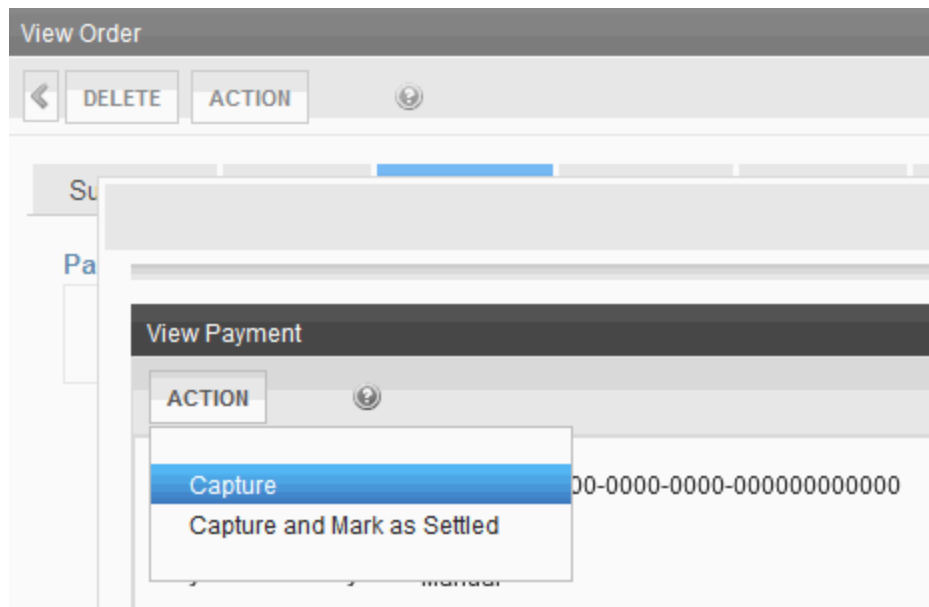 View Order
DELETE ACTION
Su
Pa
View Payment
ACTION
Capture
00-0000-0000-000000000000
Capture and Mark as Settled
Manual